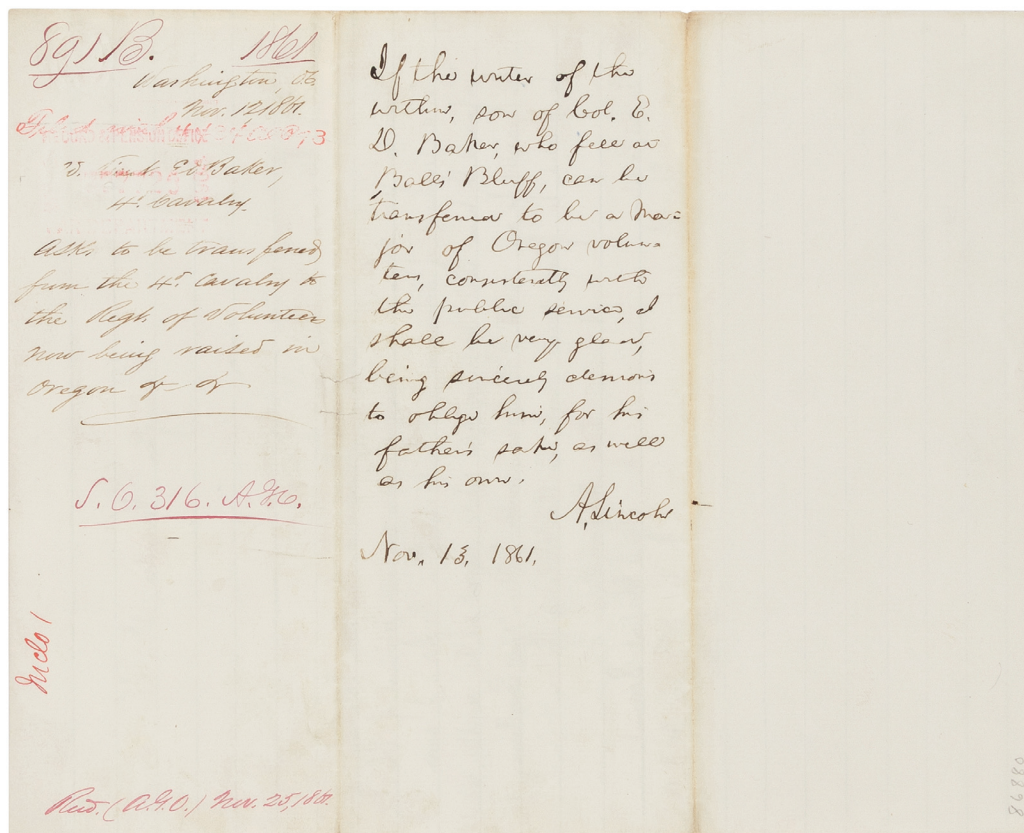 891 B. 1861
Washington, D.C.
Nov. 12, 1861.
E D Baker,
4th Cavalry.
Asks to be transferred
from the 4th Cavalry to
the Regt. of Volunteers
now being raised in
Oregon & &
S. O. 316. A.G.O.
Inclo 1
Recd. (A.G.O.) Nov. 25, 1861.
If the writer of the
within, son of Col. E.
D. Baker, who fell at
Ball's Bluff, can be
transferred to be a Ma=
jor of Oregon volun-
teers, consistently with
the public service, I
shall be very glad,
being sincerely desirous
to oblige him, for his
father's sake, as well
as his own.
A. Lincoln
Nov. 13, 1861.
86880